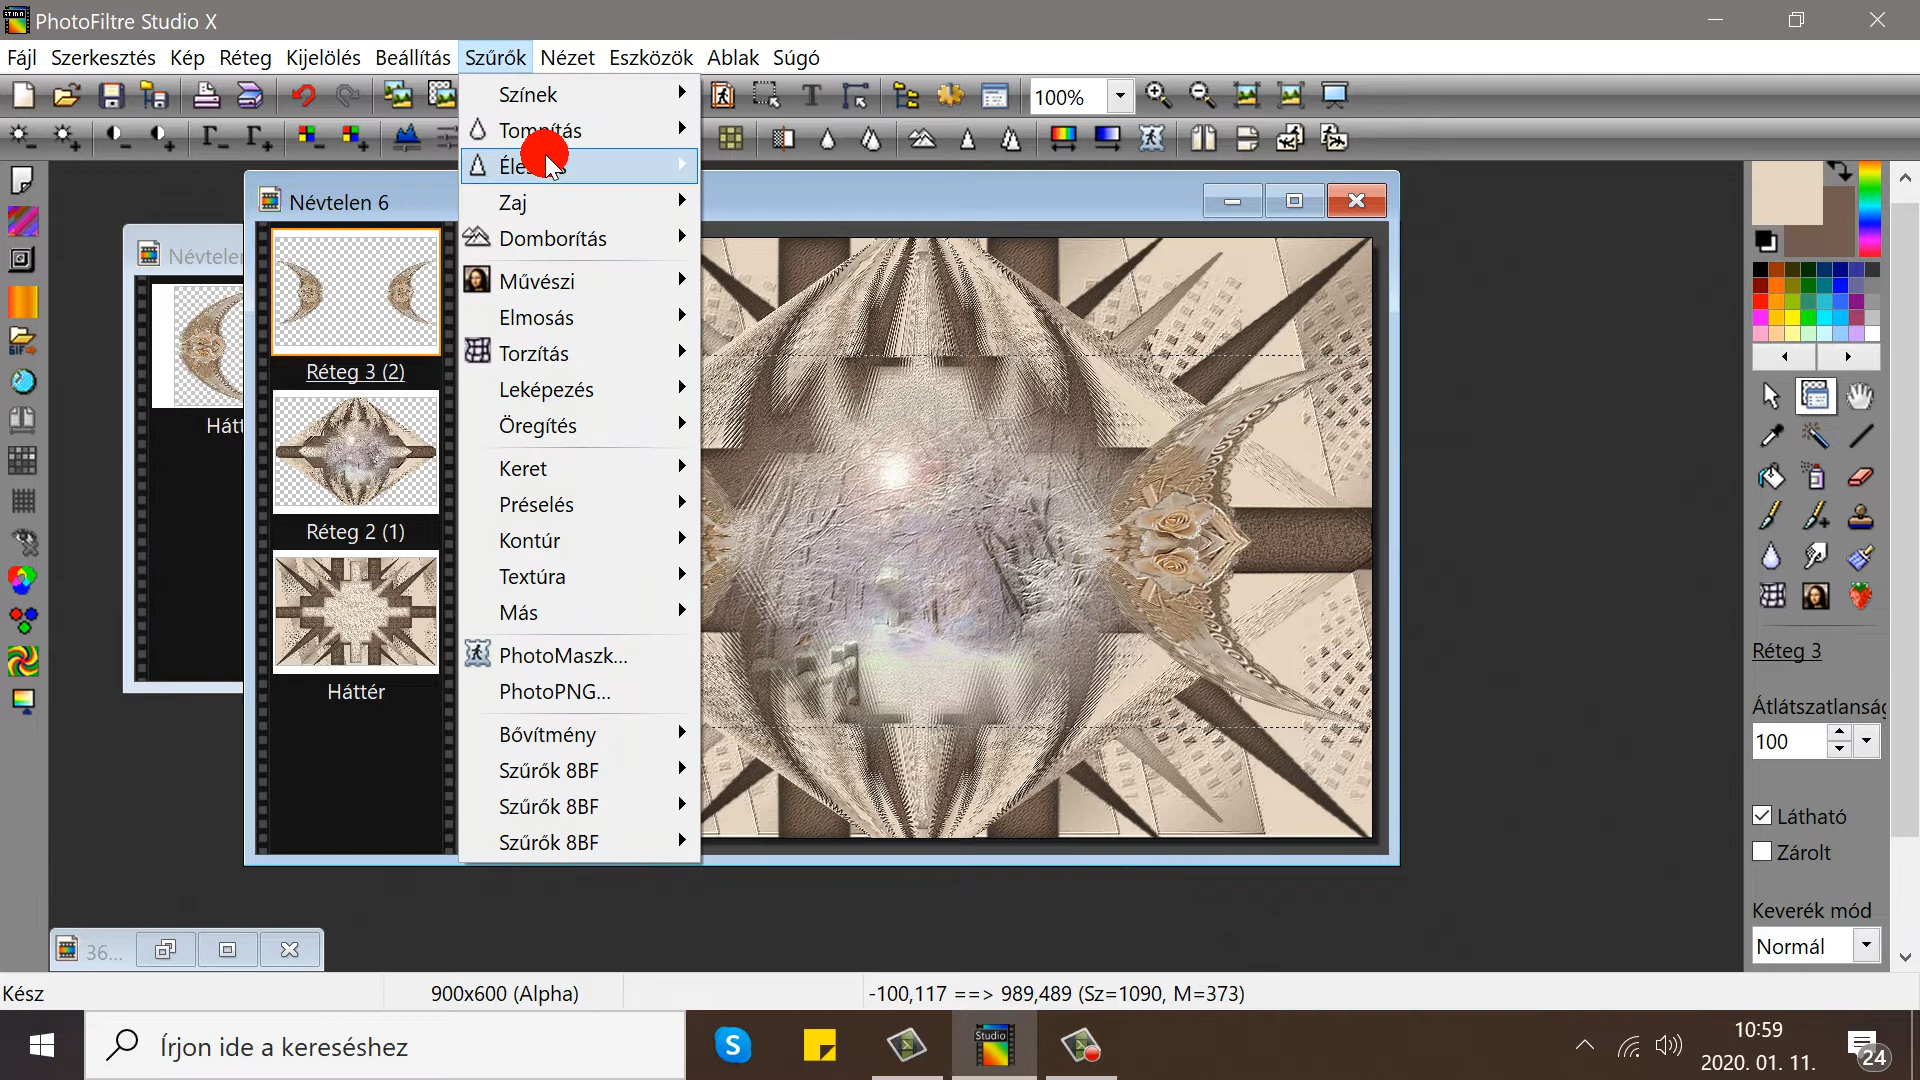 PhotoFiltre Studio X
Fájl Szerkesztés Kép Réteg Kijelölés Beállítás Szűrők Nézet Eszközök Ablak Súgó
100%
Színek
Tompítás
Zaj
Domborítás
Művészi
Elmosás
Torzítás
Leképezés
Öregítés
Keret
Préselés
Kontúr
Textúra
Más
PhotoMaszk...
PhotoPNG...
Bővítmény
Szűrők 8BF
Szűrők 8BF
Szűrők 8BF
Névtelen 6
Réteg 3 (2)
Réteg 2 (1)
Háttér
36...
Réteg 3
100
Látható
Zárolt
Keverék mód
Normál
Kész
900x600 (Alpha)
-100,117 ==> 989,489 (Sz=1090, M=373)
Írjon ide a kereséshez
Studio
10:59
2020. 01. 11.
24